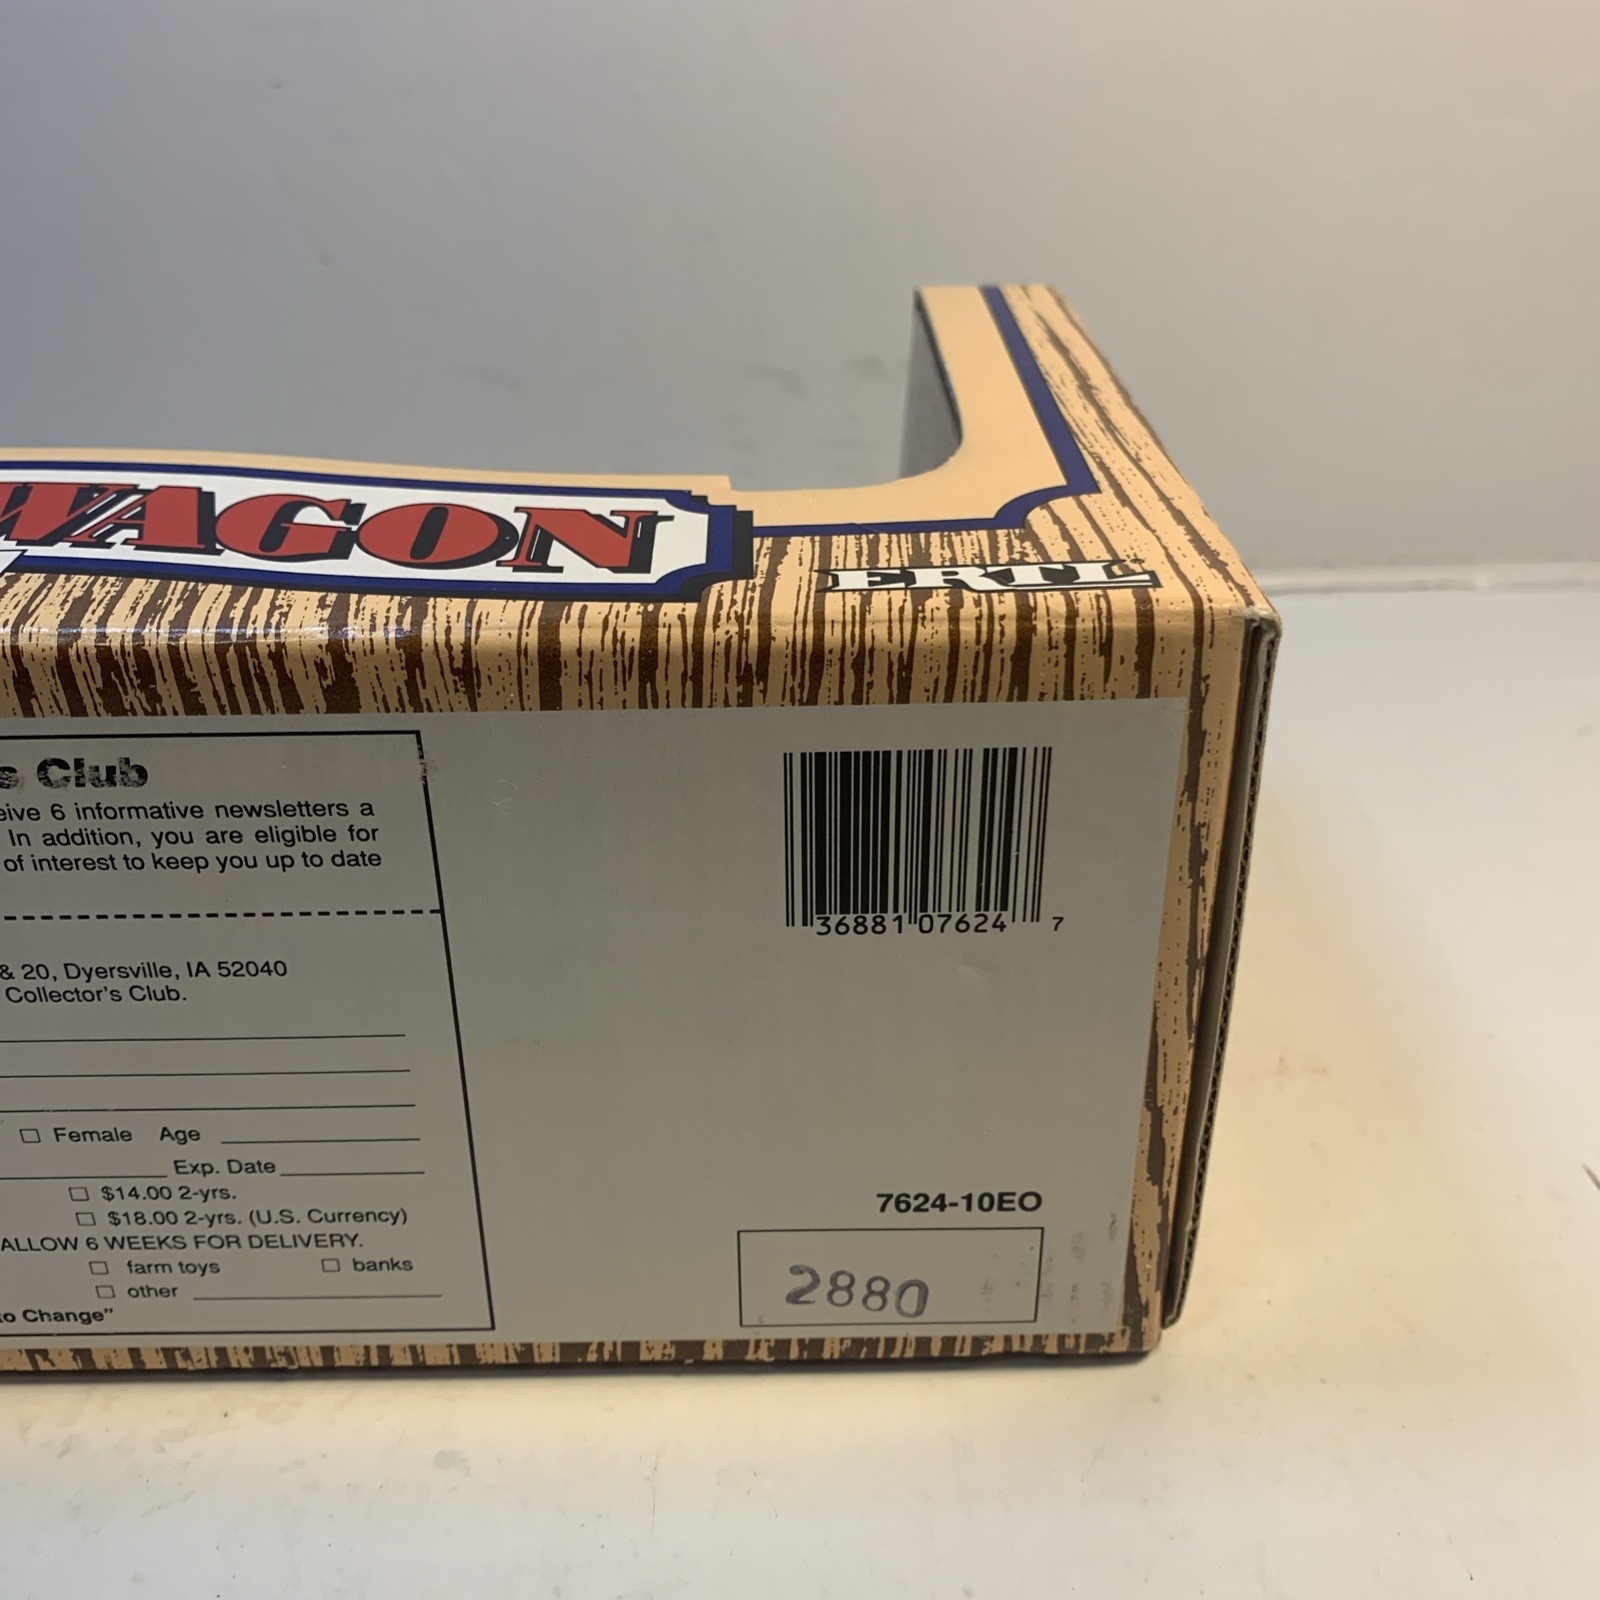 WAGON
ERTL
s Club
eive 6 informative newsletters a
In addition, you are eligible for
of interest to keep you up to date
& 20, Dyersville, IA 52040
Collector's Club.
Female Age
Exp. Date
$14.00 2-yrs.
$18.00 2-yrs. (U.S. Currency)
ALLOW 6 WEEKS FOR DELIVERY.
farm toys banks
other
to Change"
36881 07624 7
7624-10EO
2880